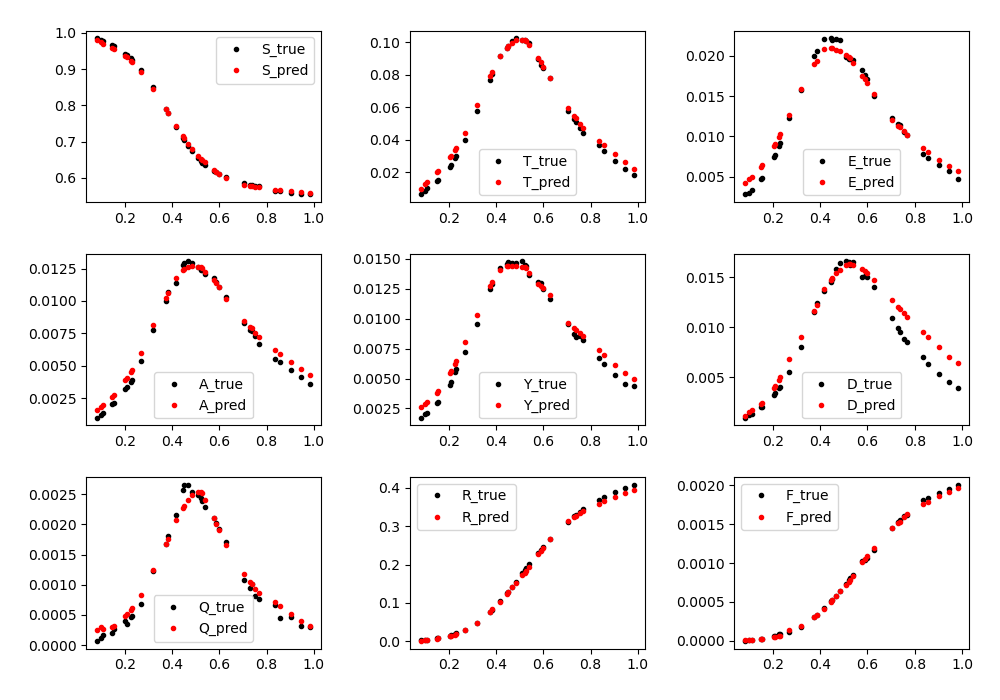 1.0
0.9
0.8
0.7
0.6
0.2 0.4 0.6 0.8 1.0
S_true
S_pred
0.10
0.08
0.06
0.04
0.02
0.2 0.4 0.6 0.8 1.0
T_true
T_pred
0.020
0.015
0.010
0.005
0.2 0.4 0.6 0.8 1.0
E_true
E_pred
0.0125
0.0100
0.0075
0.0050
0.0025
0.2 0.4 0.6 0.8 1.0
A_true
A_pred
0.0150
0.0125
0.0100
0.0075
0.0050
0.0025
0.2 0.4 0.6 0.8 1.0
Y_true
Y_pred
0.015
0.010
0.005
0.2 0.4 0.6 0.8 1.0
D_true
D_pred
0.0025
0.0020
0.0015
0.0010
0.0005
0.0000
0.2 0.4 0.6 0.8 1.0
Q_true
Q_pred
0.4
0.3
0.2
0.1
0.0
0.2 0.4 0.6 0.8 1.0
R_true
R_pred
0.0020
0.0015
0.0010
0.0005
0.0000
0.2 0.4 0.6 0.8 1.0
F_true
F_pred